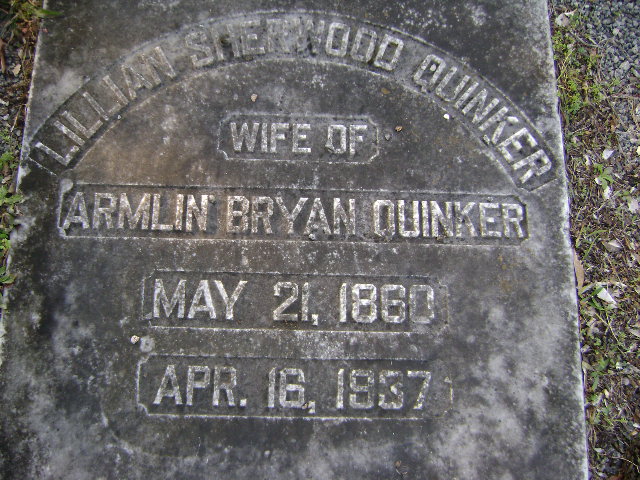 LILLIAN SHERWOOD QUINKER
WIFE OF
ARMLIN BRYAN QUINKER
MAY 21, 1860
APR. 16, 1937